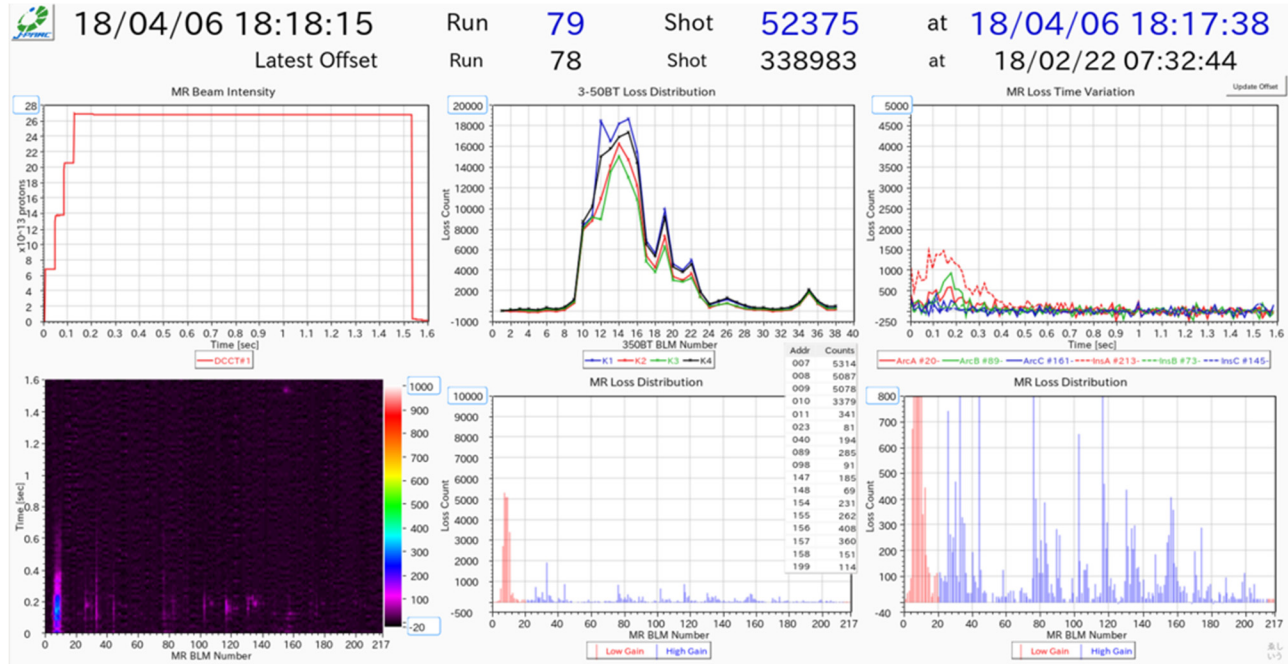 J-PARC
18/04/06 18:18:15 Run 79 Shot 52375 at 18/04/06 18:17:38
Latest Offset Run 78 Shot 338983 at 18/02/22 07:32:44
Update Offset
MR Beam Intensity
28
26
24
22
20
18
16
14
12
10
8
6
4
2
0
x10^13 protons
0 0.1 0.2 0.3 0.4 0.5 0.6 0.7 0.8 0.9 1 1.1 1.2 1.3 1.4 1.6
Time [sec]
DCCT#1
3-50BT Loss Distribution
20000
18000
16000
14000
12000
10000
8000
6000
4000
2000
-1000
Loss Count
2 4 6 8 10 12 14 16 18 20 22 24 26 28 30 32 34 36 38 40
350BT BLM Number
K1 K2 K3 K4
MR Loss Time Variation
5000
4500
4000
3500
3000
2500
2000
1500
1000
500
-250
Loss Count
0.1 0.2 0.3 0.4 0.5 0.6 0.7 0.8 0.9 1 1.1 1.2 1.3 1.4 1.6
Time [sec]
ArcA #20- ArcB #89- ArcC #161- InsA #213- InsB #73- InsC #145-
1.6
1.4
1.2
1
0.8
0.6
0.4
0.2
0
Time [sec]
0 20 40 60 80 100 120 140 160 180 200 217
MR BLM Number
1000
900
800
700
600
500
400
300
200
100
-20
MR Loss Distribution
10000
9000
8000
7000
6000
5000
4000
3000
2000
1000
-500
Loss Count
0 20 40 60 80 100 120 140 160 180 200 217
MR BLM Number
Low Gain High Gain
Addr Counts
007 5314
008 5087
009 5078
010 3379
011 341
023 81
040 194
089 285
098 91
147 185
148 69
154 231
155 262
156 408
157 360
158 151
199 114
MR Loss Distribution
800
700
600
500
400
300
200
100
-40
Loss Count
0 20 40 60 80 100 120 140 160 180 200 217
MR BLM Number
Low Gain High Gain